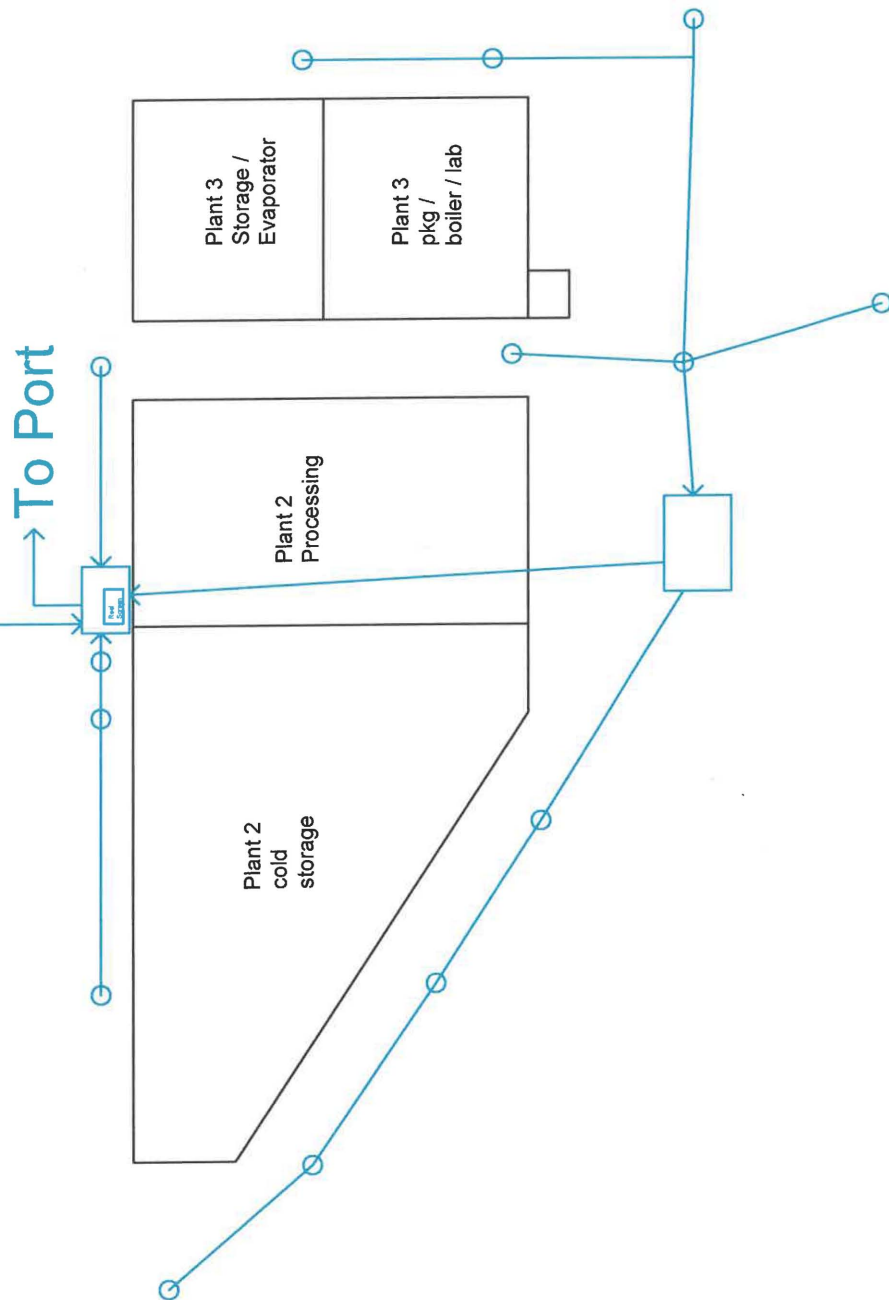 To Port
Plant 3
Storage /
Evaporator
Plant 3
pkg /
boiler / lab
Plant 2
Processing
Plant 2
cold
storage